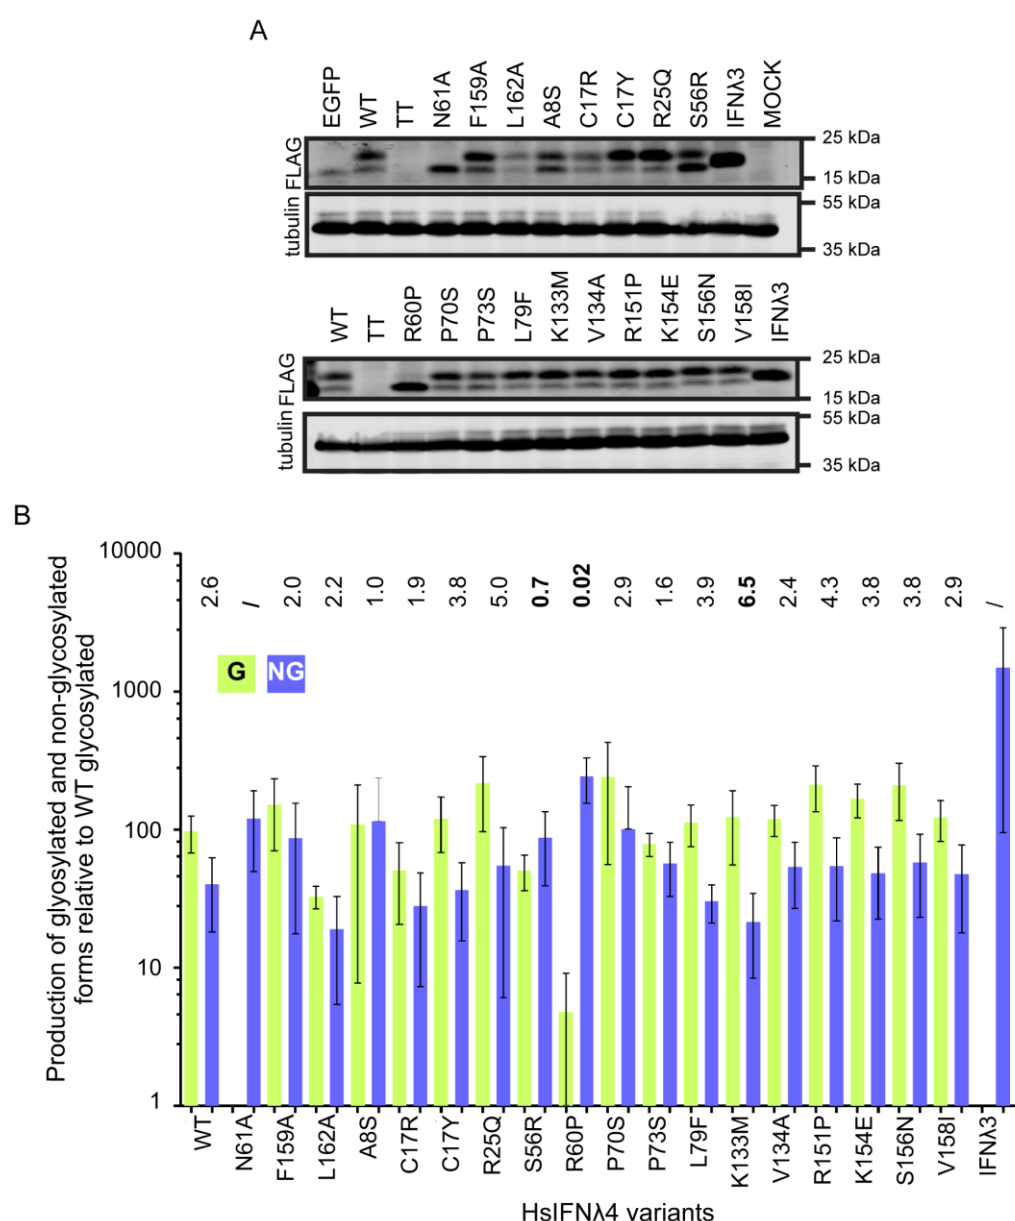 A
EGFP WT TT N61A F159A L162A A8S C17R C17Y R25Q S56R IFNλ3 MOCK
FLAG 25 kDa
15 kDa
tubulin 55 kDa
35 kDa
WT TT R60P P70S P73S L79F K133M V134A R151P K154E S156N V158I IFNλ3
FLAG 25 kDa
15 kDa
tubulin 55 kDa
35 kDa
B
Production of glyosylated and non-glycosylated
forms relative to WT glycosylated
10000
1000
100
10
1
2.6 / 2.0 2.2 1.0 1.9 3.8 5.0 0.7 0.02 2.9 1.6 3.9 6.5 2.4 4.3 3.8 3.8 2.9 /
G NG
WT N61A F159A L162A A8S C17R C17Y R25Q S56R R60P P70S P73S L79F K133M V134A R151P K154E S156N V158I IFNλ3
HsIFNλ4 variants